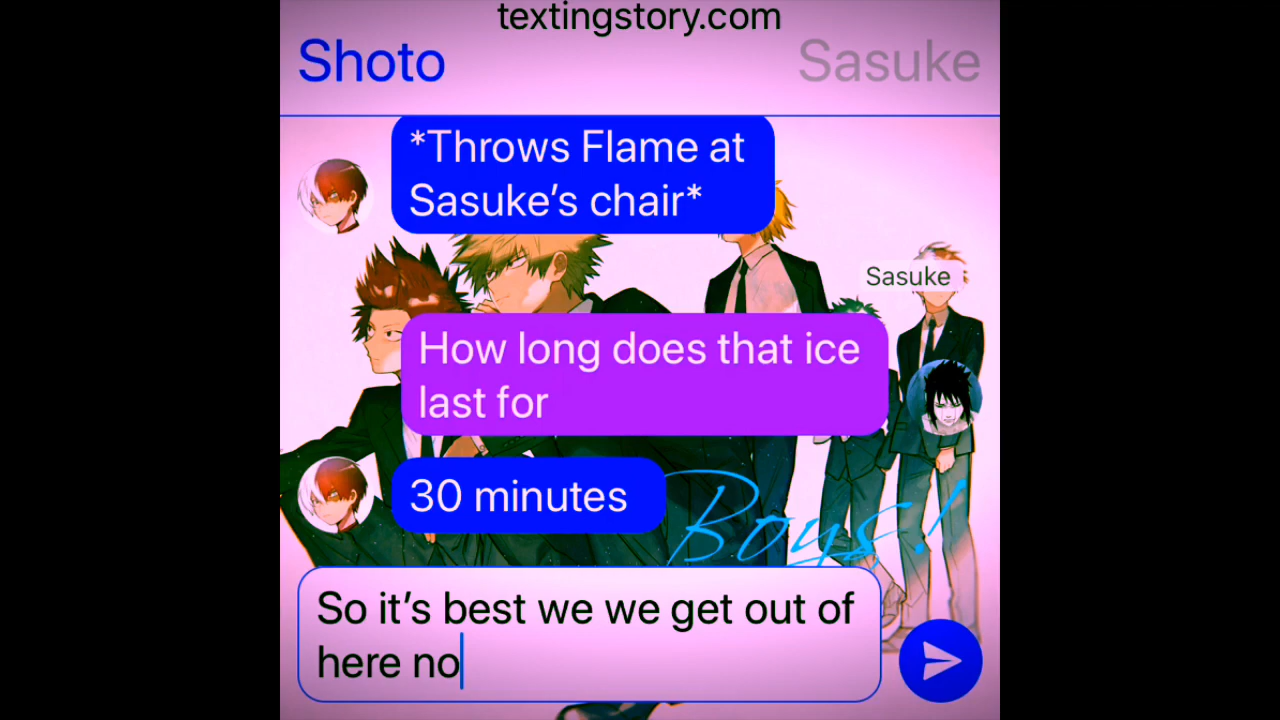 textingstory.com
Shoto
Sasuke
*Throws Flame at
Sasuke’s chair*
Sasuke
How long does that ice
last for
30 minutes
Boys!
So it’s best we we get out of
here no